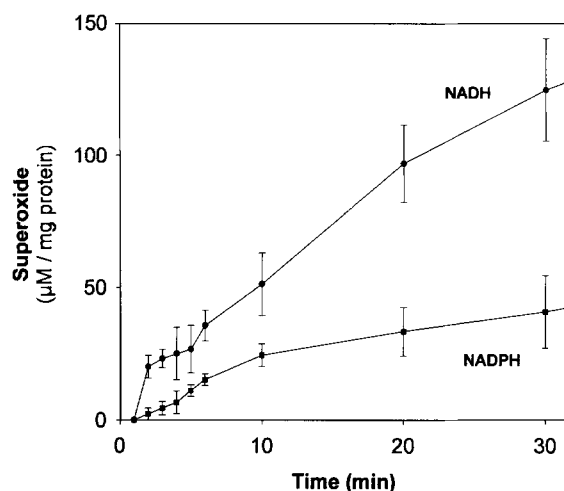 150
100
50
0
Superoxide
(µM / mg protein)
NADH
NADPH
0
10
20
30
Time (min)